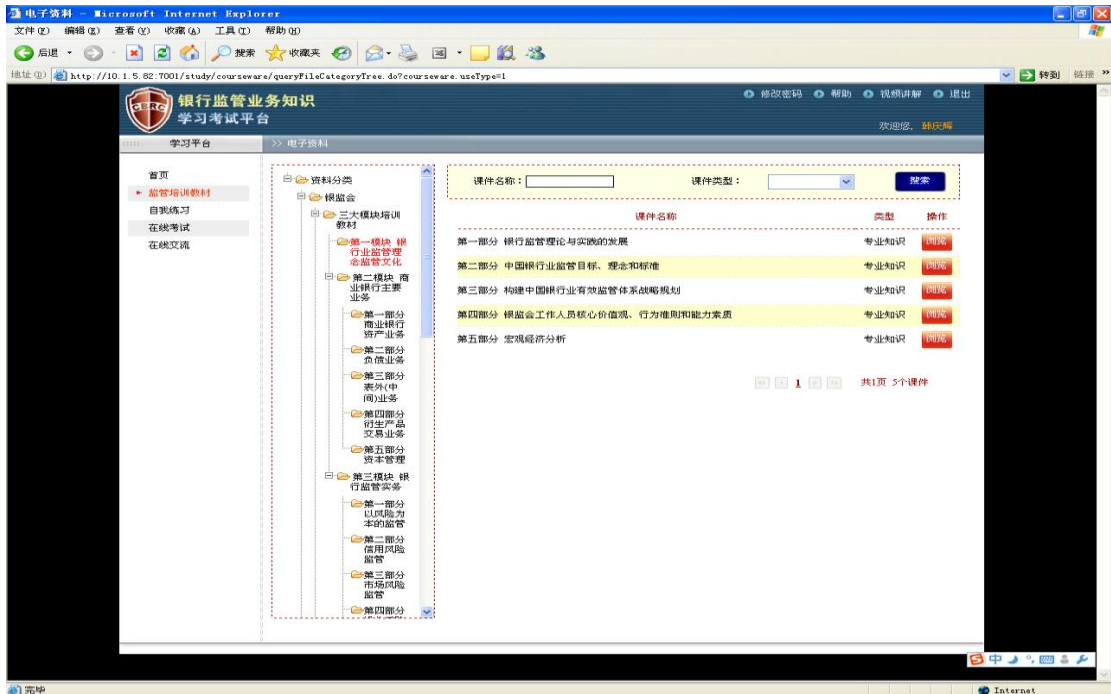 电子资料 - Microsoft Internet Explorer
文件(F) 编辑(E) 查看(V) 收藏(A) 工具(T) 帮助(H)
后退 搜索 收藏夹
地址(D) http://10.1.5.82:7001/study/courseware/queryFileCategoryTree.do?courseware.useType=1 转到 链接 »
CBRC 银行监管业务知识
学习考试平台
修改密码 帮助 视频讲解 退出
欢迎您, 韩庆辉
学习平台 >> 电子资料
首页
监管培训教材
自我练习
在线考试
在线交流
资料分类
银监会
三大模块培训
教材
第一模块 银
行业监管理
念监管文化
第二模块 商
业银行主要
业务
第一部分
商业银行
资产业务
第二部分
负债业务
第三部分
表外(中
间)业务
第四部分
衍生产品
交易业务
第五部分
资本管理
第三模块 银
行监管实务
第一部分
以风险为
本的监管
第二部分
信用风险
监管
第三部分
市场风险
监管
第四部分
课件名称: 课件类型: 搜索
课件名称 类型 操作
第一部分 银行监管理论与实践的发展 专业知识 浏览
第二部分 中国银行业监管目标、理念和标准 专业知识 浏览
第三部分 构建中国银行业有效监管体系战略规划 专业知识 浏览
第四部分 银监会工作人员核心价值观、行为准则和能力素质 专业知识 浏览
第五部分 宏观经济分析 专业知识 浏览
1 共1页 5个课件
中
完毕 Internet